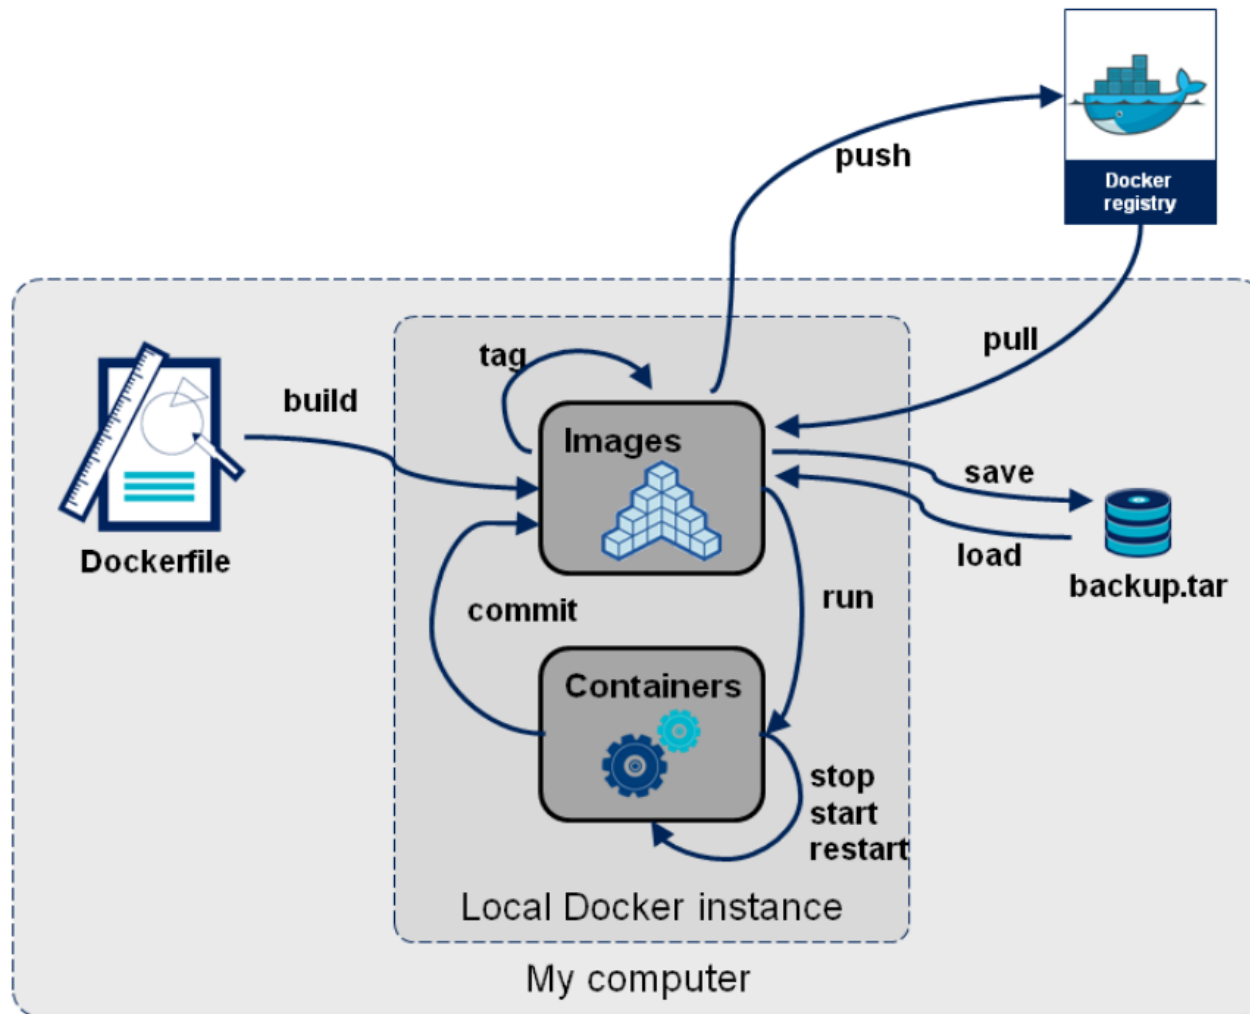 Docker
registry
push
pull
tag
build
Images
save
load
Dockerfile
backup.tar
commit
run
Containers
stop
start
restart
Local Docker instance
My computer